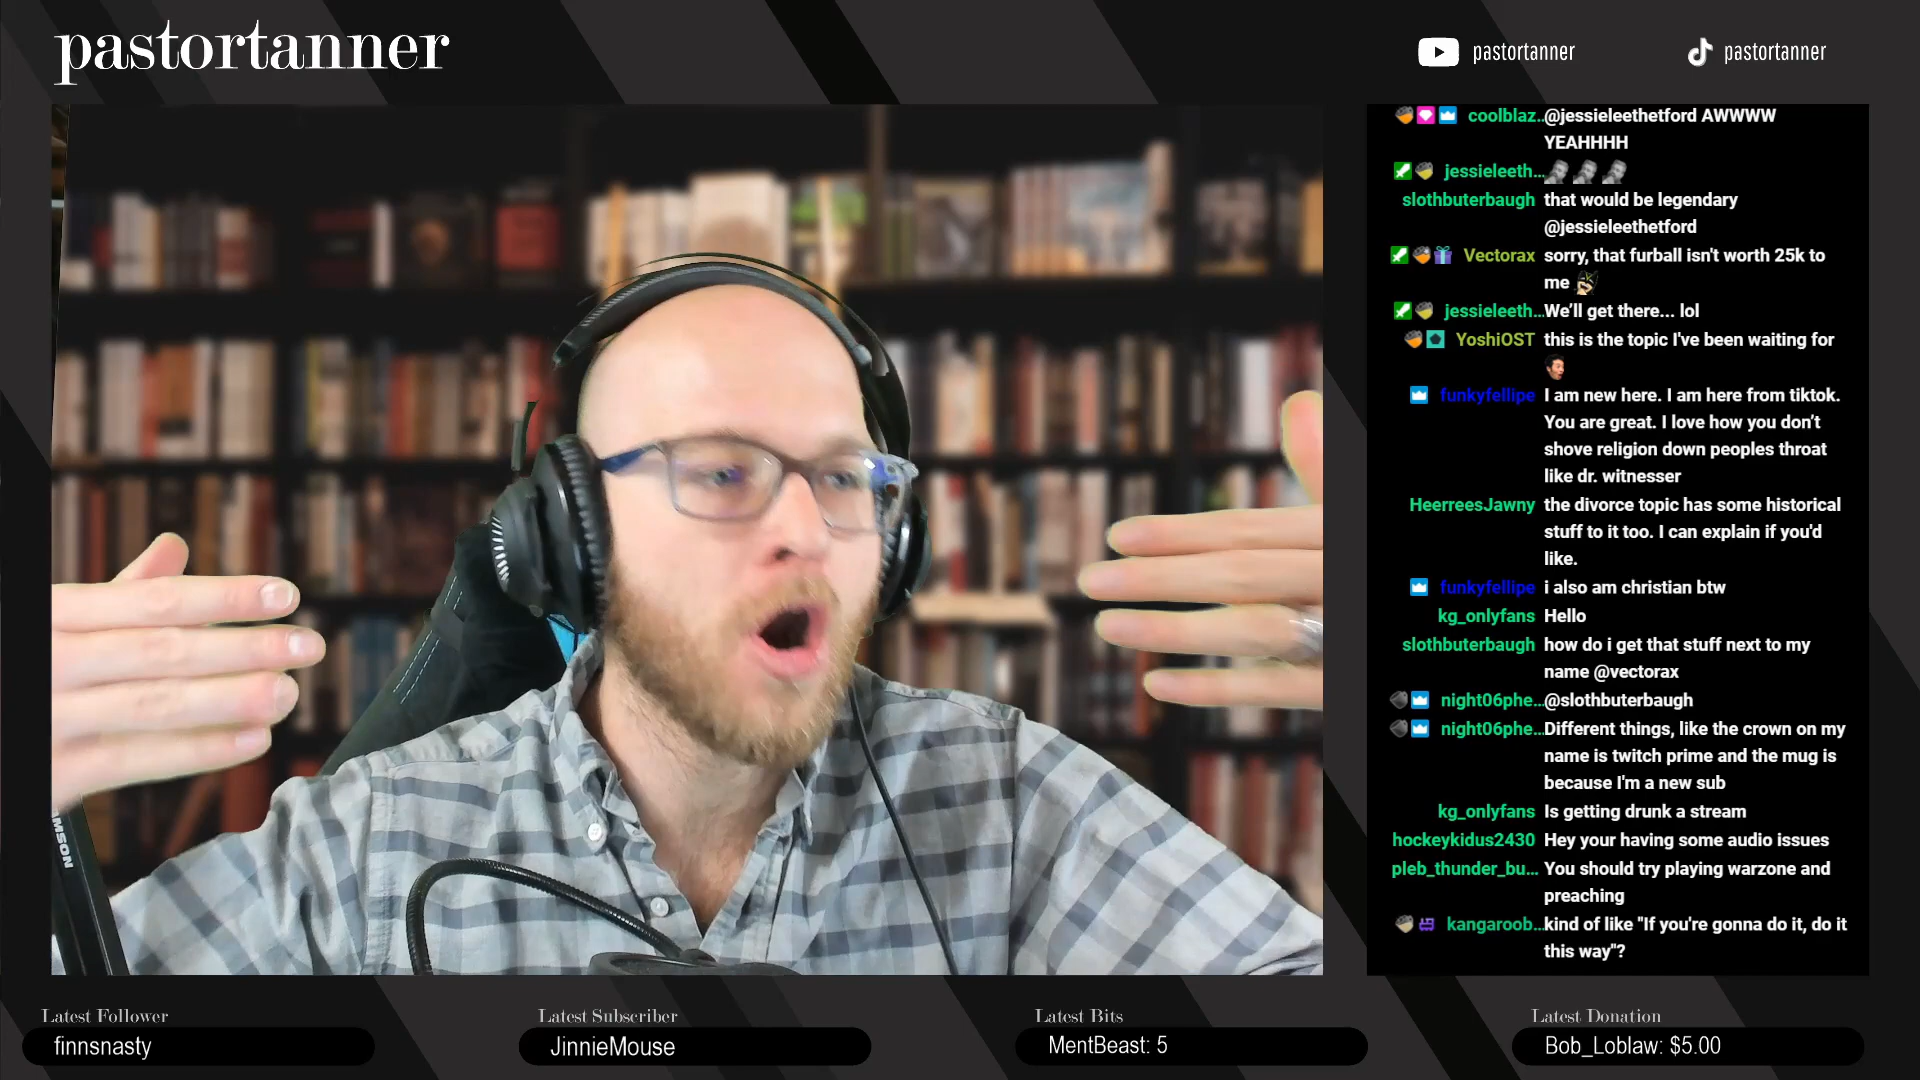 pastortanner
pastortanner
pastortanner
coolblaz..@jessieleethetford AWWWW
YEAHHHH
jessieleeth...
slothbuterbaugh that would be legendary
@jessieleethetford
Vectorax sorry, that furball isn't worth 25k to
me
jessieleeth...We'll get there... lol
YoshiOST this is the topic I've been waiting for
funkyfellipe I am new here. I am here from tiktok.
You are great. I love how you don't
shove religion down peoples throat
like dr. witnesser
HeerreesJawny the divorce topic has some historical
stuff to it too. I can explain if you'd
like.
funkyfellipe i also am christian btw
kg_onlyfans Hello
slothbuterbaugh how do i get that stuff next to my
name @vectorax
night06phe...@slothbuterbaugh
night06phe...Different things, like the crown on my
name is twitch prime and the mug is
because I'm a new sub
kg_onlyfans Is getting drunk a stream
hockeykidus2430 Hey your having some audio issues
pleb_thunder_bu... You should try playing warzone and
preaching
kangaroob...kind of like "If you're gonna do it, do it
this way"?
MSON
Latest Follower
finnsnasty
Latest Subscriber
JinnieMouse
Latest Bits
MentBeast: 5
Latest Donation
Bob_Loblaw: $5.00